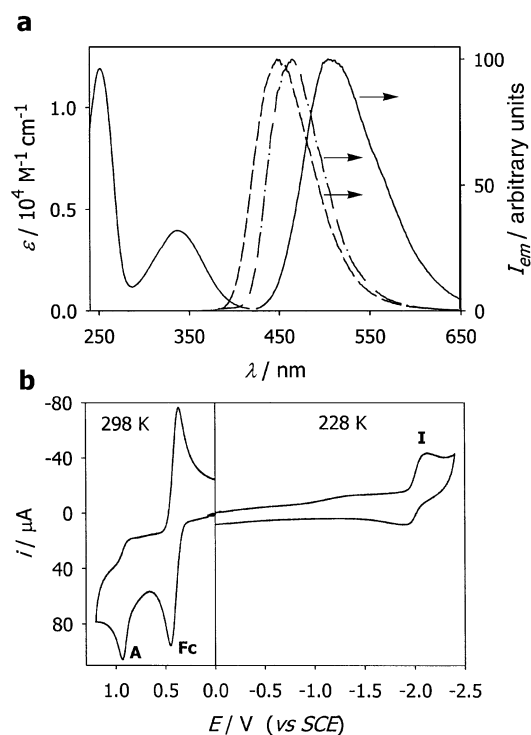 a
ε / 10⁴ M⁻¹ cm⁻¹
1.0
0.5
0.0
100
50
0
I_em / arbitrary units
250 350 450 550 650
λ / nm
b
298 K 228 K
-80
-40
0
40
80
i / µA
I
A Fc
1.0 0.5 0.0 -0.5 -1.0 -1.5 -2.0 -2.5
E / V (vs SCE)